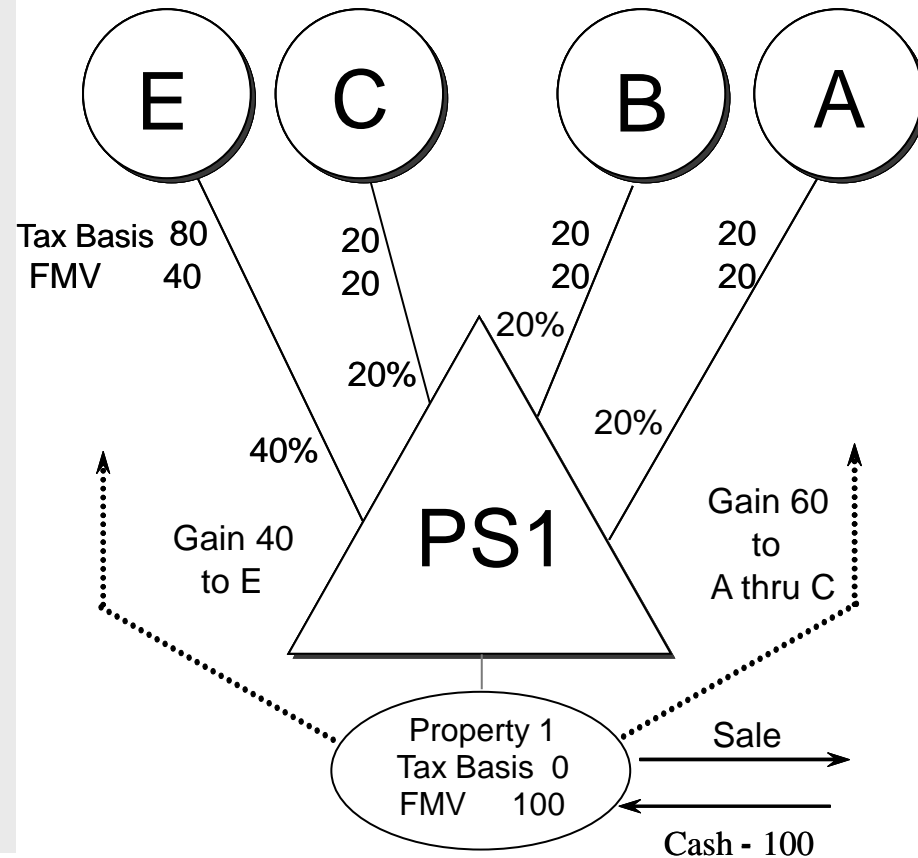 E
C
B
A
Tax Basis 80
FMV 40
20
20
20
20
20
20
20%
20%
20%
40%
Gain 40
to E
PS1
Gain 60
to
A thru C
Property 1
Tax Basis 0
FMV 100
Sale
Cash - 100